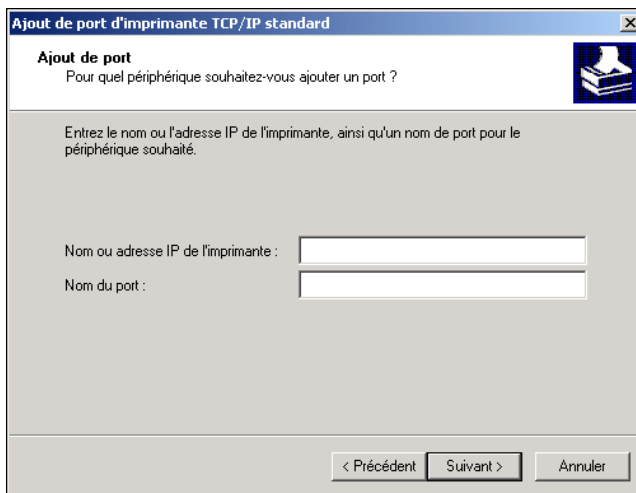 Ajout de port d'imprimante TCP/IP standard
Ajout de port
Pour quel périphérique souhaitez-vous ajouter un port ?
Entrez le nom ou l'adresse IP de l'imprimante, ainsi qu'un nom de port pour le
périphérique souhaité.
Nom ou adresse IP de l'imprimante :
Nom du port :
< Précédent
Suivant >
Annuler